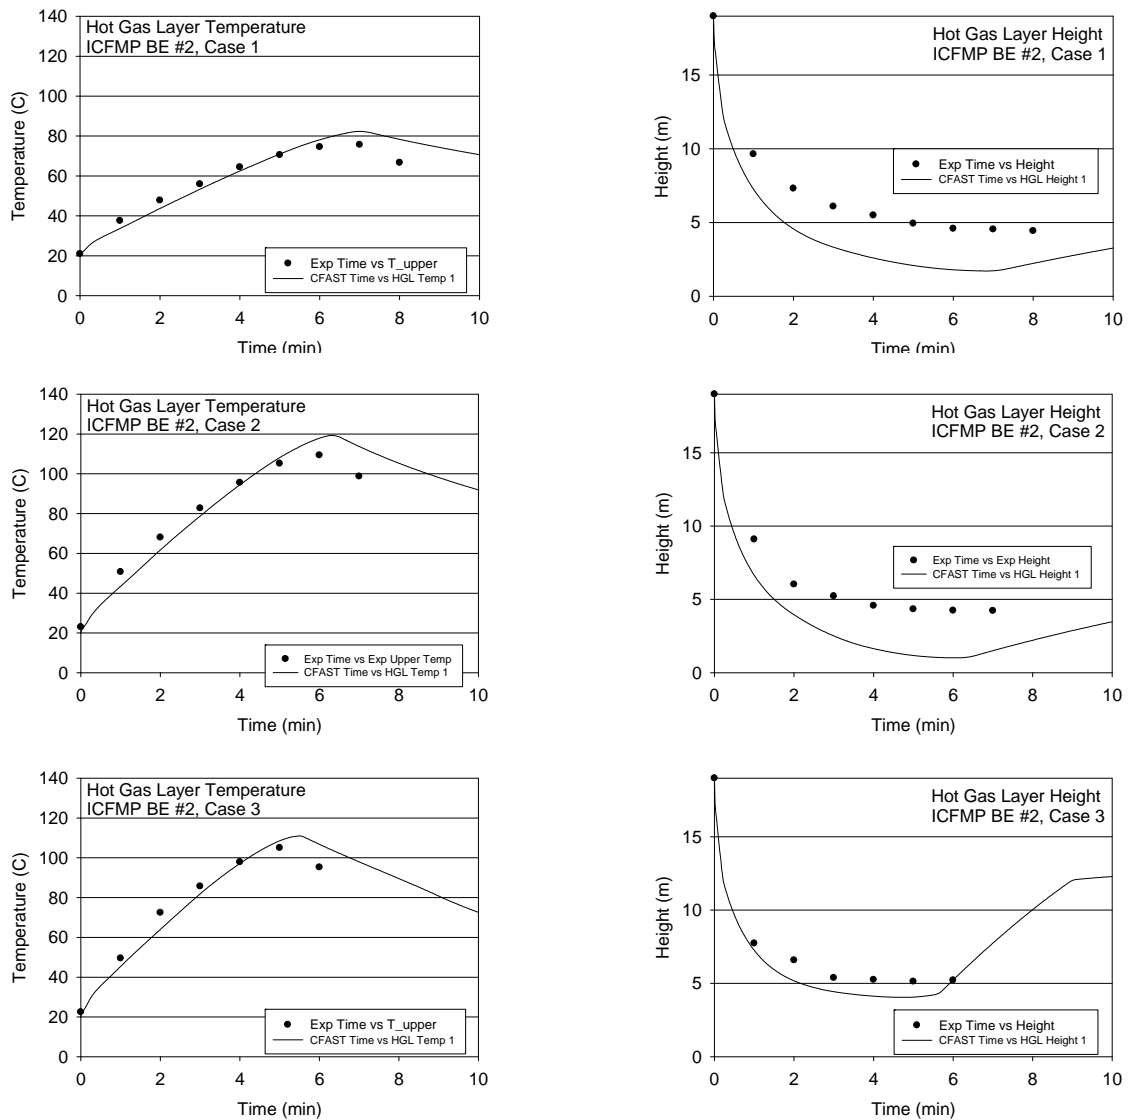 Hot Gas Layer Temperature
ICFMP BE #2, Case 1
Temperature (C)
140
120
100
80
60
40
20
0
Exp Time vs T_upper
CFAST Time vs HGL Temp 1
0 2 4 6 8 10
Time (min)
Hot Gas Layer Height
ICFMP BE #2, Case 1
Height (m)
15
10
5
0
Exp Time vs Height
CFAST Time vs HGL Height 1
0 2 4 6 8 10
Time (min)
Hot Gas Layer Temperature
ICFMP BE #2, Case 2
Temperature (C)
140
120
100
80
60
40
20
0
Exp Time vs Exp Upper Temp
CFAST Time vs HGL Temp 1
0 2 4 6 8 10
Time (min)
Hot Gas Layer Height
ICFMP BE #2, Case 2
Height (m)
15
10
5
0
Exp Time vs Exp Height
CFAST Time vs HGL Height 1
0 2 4 6 8 10
Time (min)
Hot Gas Layer Temperature
ICFMP BE #2, Case 3
Temperature (C)
140
120
100
80
60
40
20
0
Exp Time vs T_upper
CFAST Time vs HGL Temp 1
0 2 4 6 8 10
Time (min)
Hot Gas Layer Height
ICFMP BE #2, Case 3
Height (m)
15
10
5
0
Exp Time vs Height
CFAST Time vs HGL Height 1
0 2 4 6 8 10
Time (min)